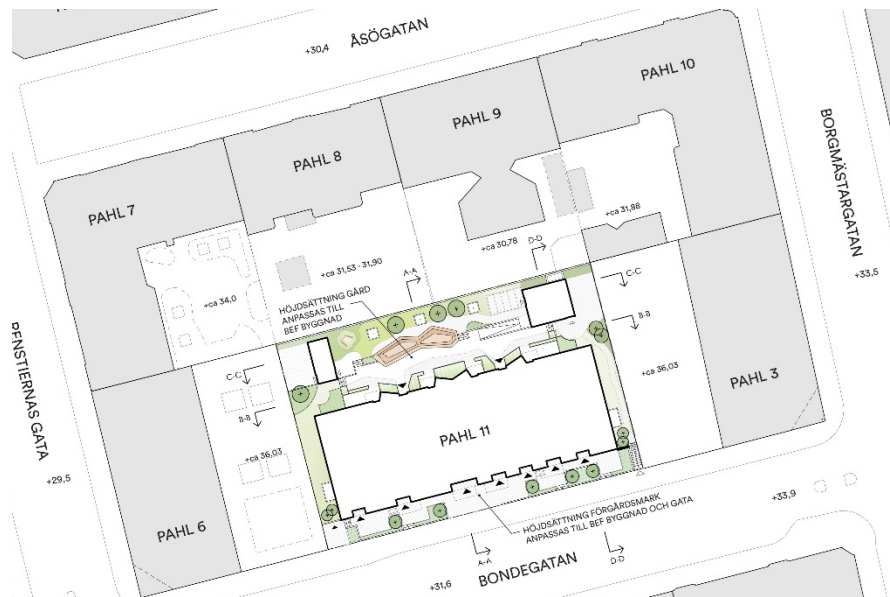 +30,4
ÅSÖGATAN
PAHL 10
PAHL 9
PAHL 8
PAHL 7
BORGMÄSTARGATAN
+ca 31,88
+ca 30,78
D-D
+ca 31,53 - 31,90
A-A
+ca 34,0
C-C
+33,5
HÖJDSÄTTNING GÅRD
ANPASSAS TILL
BEF BYGGNAD
B-B
PENSTIERNAS GATA
C-C
+ca 36,03
PAHL 3
B-B
PAHL 11
+ca 36,03
+29,5
PAHL 6
+33,9
HÖJDSÄTTNING FÖRGÅRDSMARK
ANPASSAS TILL BEF BYGGNAD OCH GATA
A-A
D-D
+31,6
BONDEGATAN